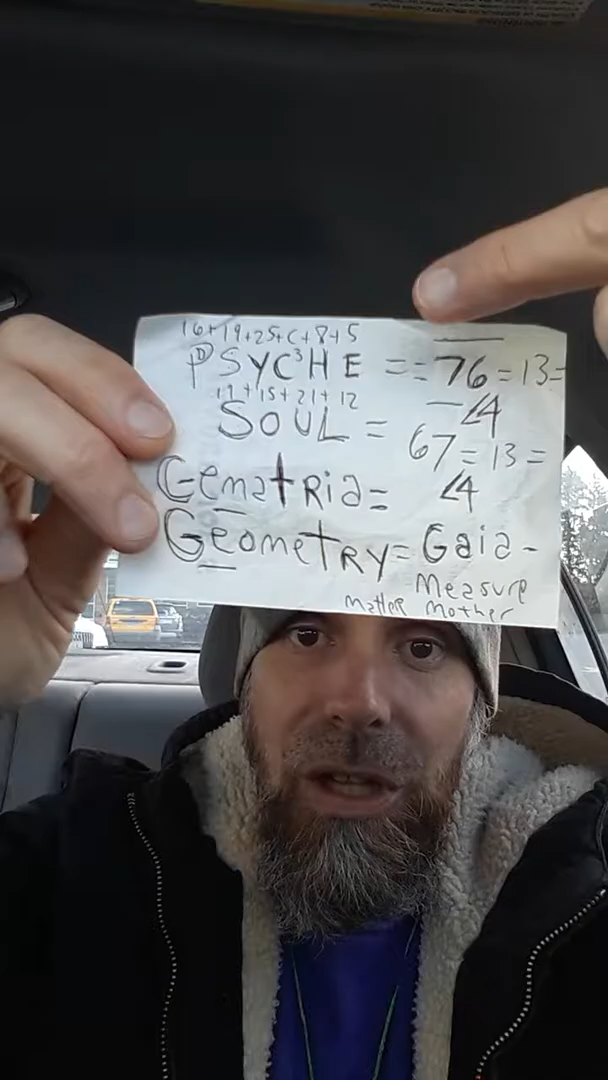 16+19+25+C+8+5
PSYC³HE == 76 = 13 =
19+15+21+12 4
SOUL = 67 = 13 =
Gematria = 4
Geometry = Gaia -
Measure
Matter Mother